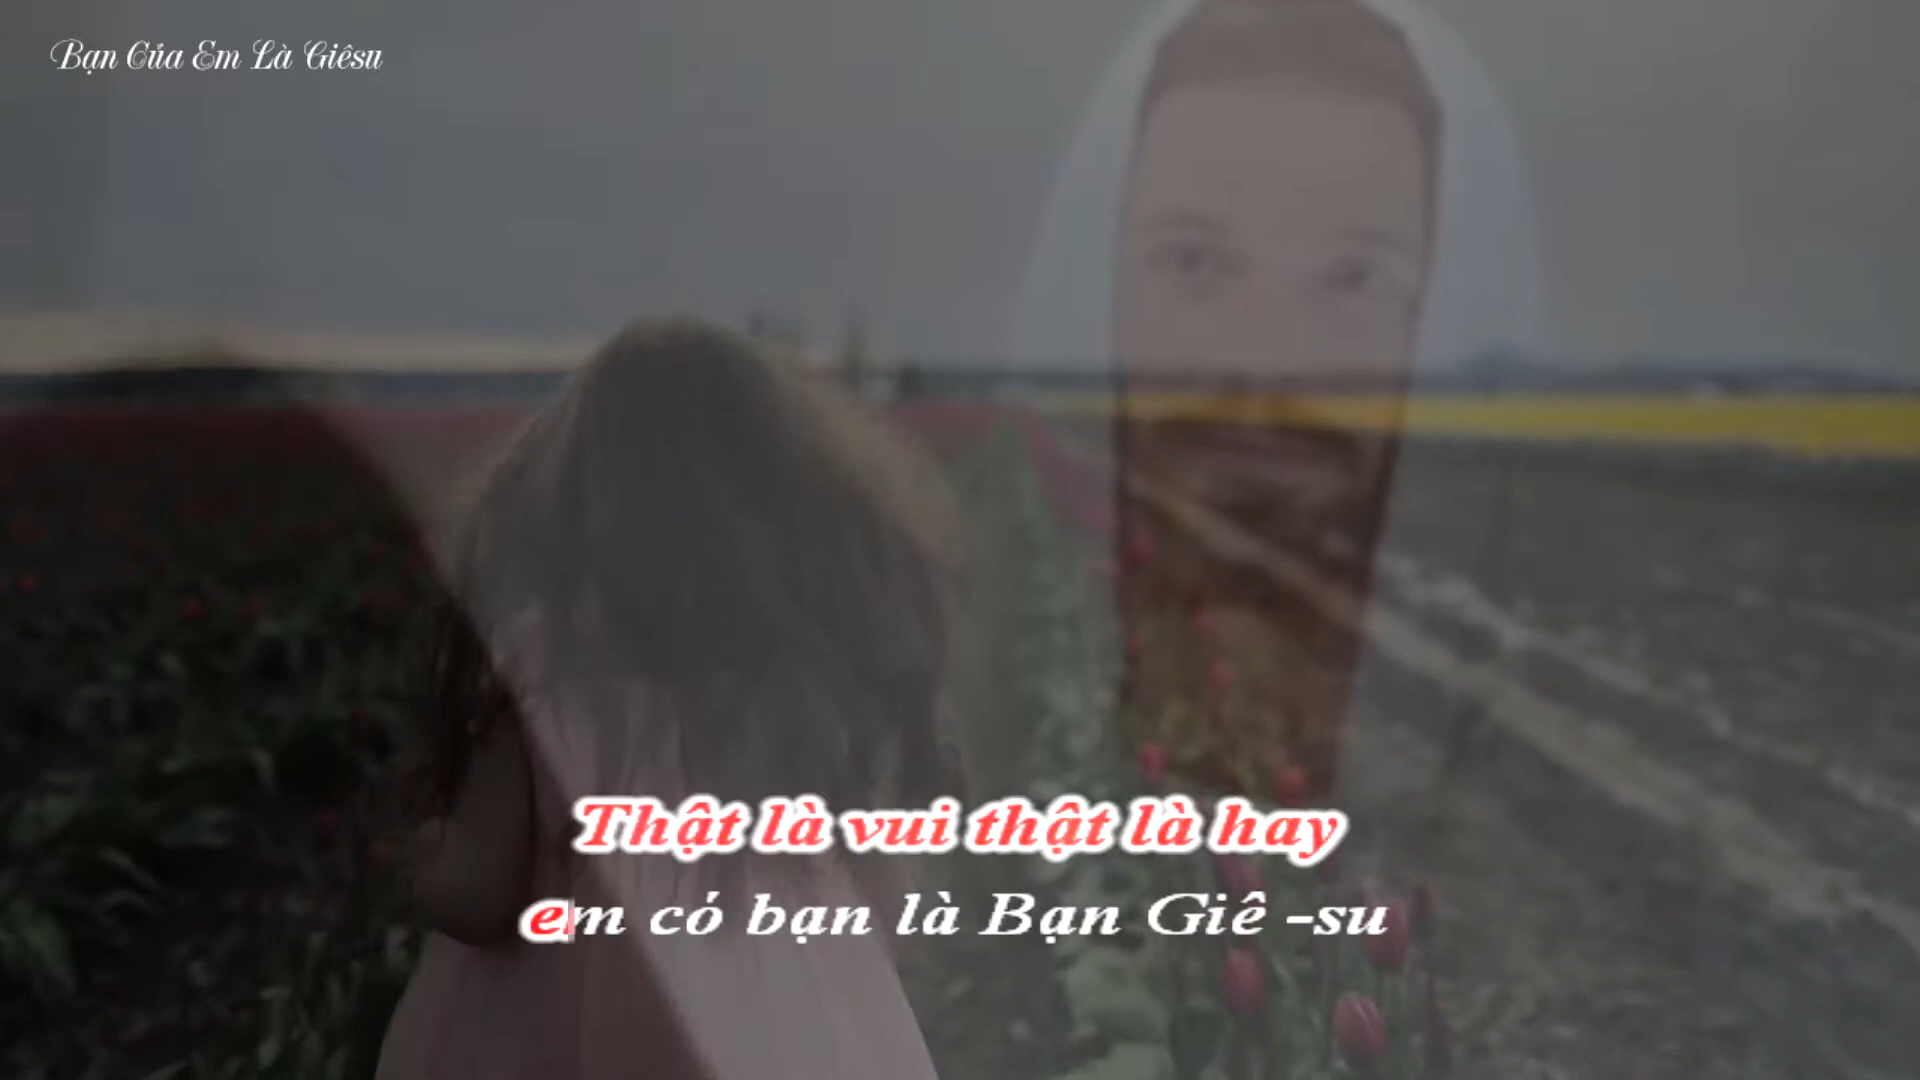 Bạn Của Em Là Giêsu
Thật là vui thật là hay
em có bạn là Bạn Giê -su